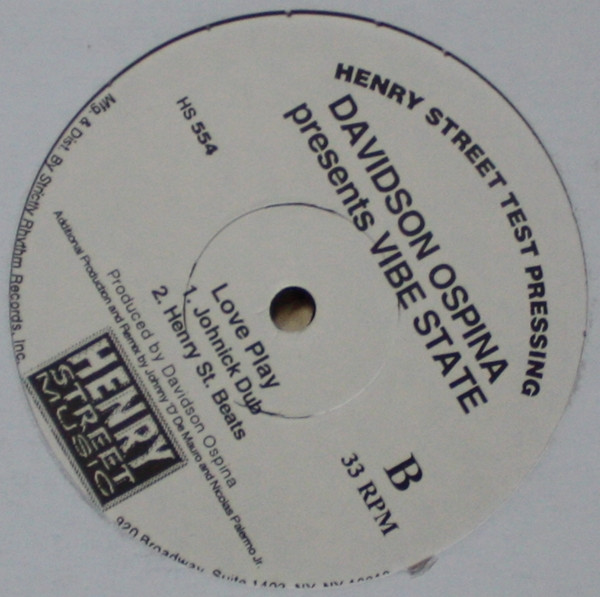 HENRY STREET TEST PRESSING
DAVIDSON OSPINA
presents VIBE STATE
HS 554
B
33 RPM
Love Play
1. Johnick Dub
2. Henry St. Beats
Produced by Davidson Ospina
Additional Production and Remix by Johnny "D" De Mauro and Nicolas Palermo Jr.
HENRY
STREET
MUSIC
Mfg. & Dist. By Strictly Rhythm Records, Inc.
920 Broadway, Suite 1403, NY, NY